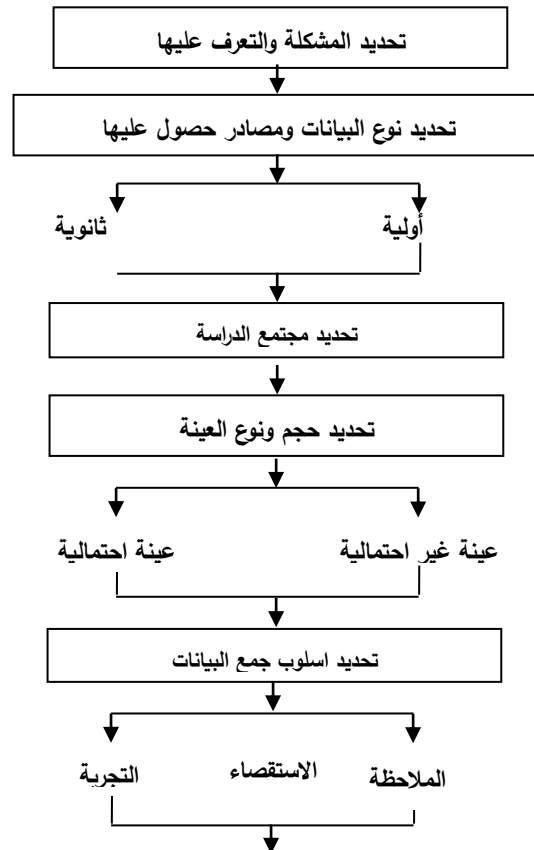 تحديد المشكلة والتعرف عليها
تحديد نوع البيانات ومصادر حصول عليها
أولية
ثانوية
تحديد مجتمع الدراسة
تحديد حجم ونوع العينة
عينة غير احتمالية
عينة احتمالية
تحديد اسلوب جمع البيانات
الملاحظة
الاستقصاء
التجربة